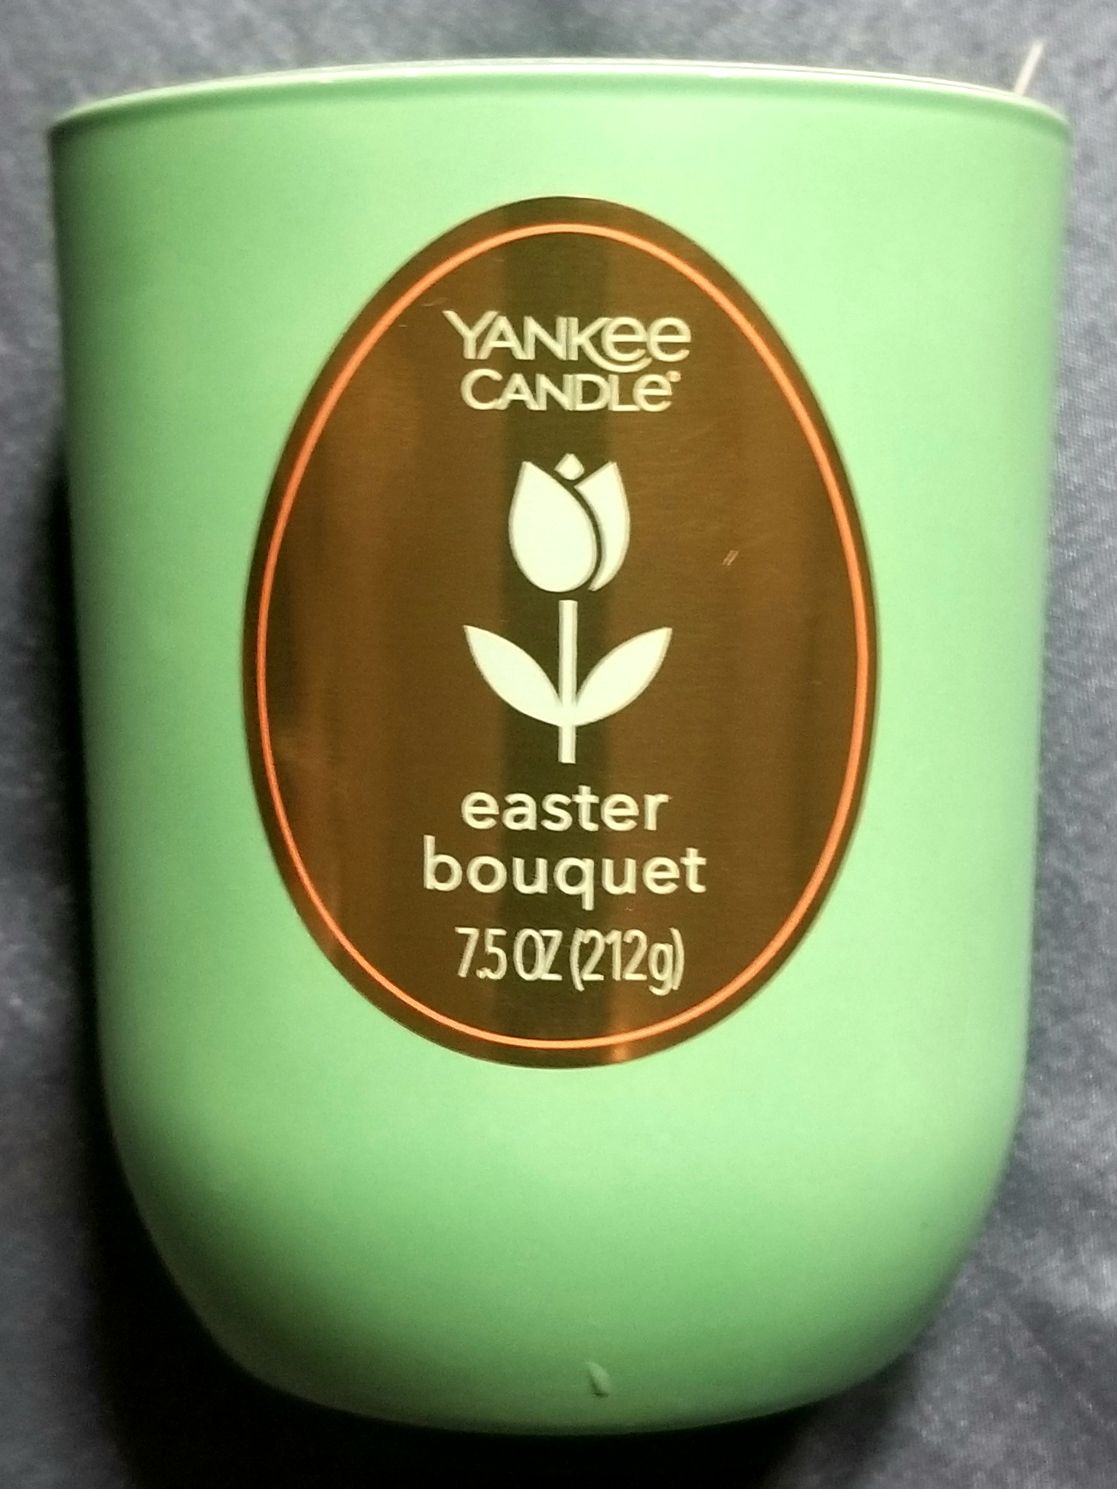 YANKee
CANDLe®
easter
bouquet
7.5 OZ (212g)